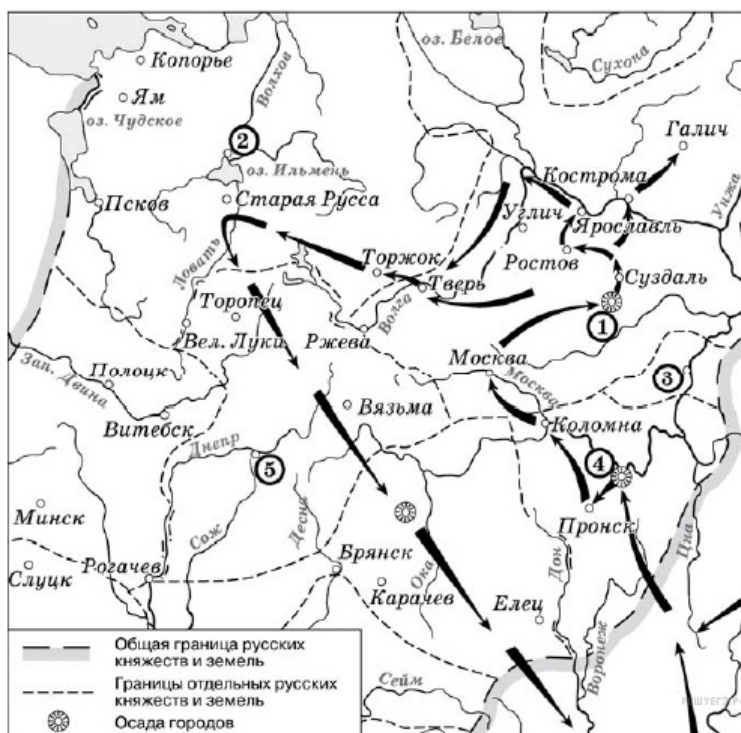 оз. Белое
Сухона
Копорье
Волхов
Ям
оз. Чудское
Галич
2
оз. Ильмень
Кострома
Унжа
Псков
Старая Русса
Углич
Ярославль
Ловать
Торжок
Ростов
Тверь
Суздаль
Торопец
Волга
1
Вел. Луки
Ржева
Москва
Зап. Двина
Полоцк
Москва
3
Вязьма
Витебск
Коломна
Днепр
4
5
Минск
Десна
Пронск
Сож
Цна
Слуцк
Рогачев
Брянск
Ока
Дон
Карачев
Елец
Воронеж
Сейм
Общая граница русских
княжеств и земель
Границы отдельных русских
княжеств и земель
Осада городов